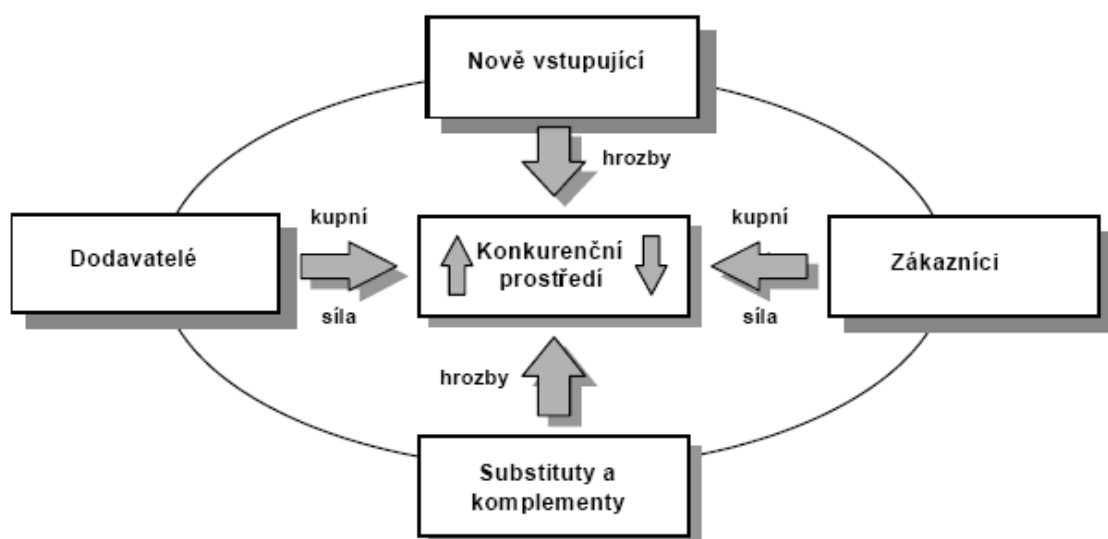 Nově vstupující
hrozby
Dodavatelé
kupní
síla
Konkurenční
prostředí
kupní
síla
Zákazníci
hrozby
Substituty a
komplementy